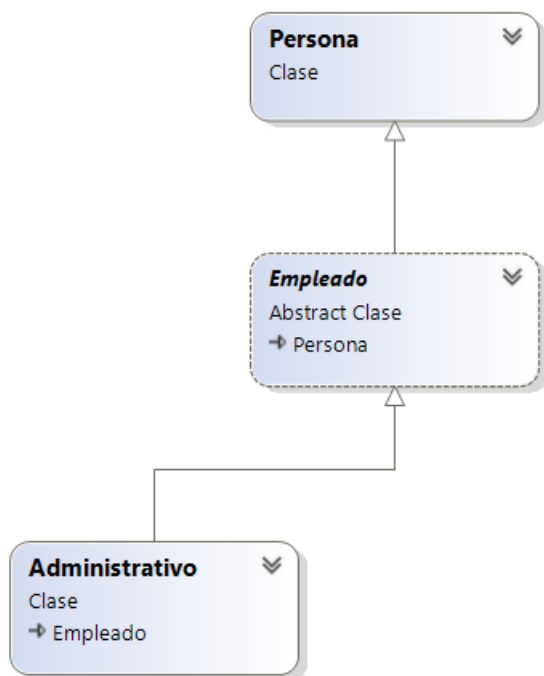 Persona
Clase
Empleado
Abstract Clase
Persona
Administrativo
Clase
Empleado